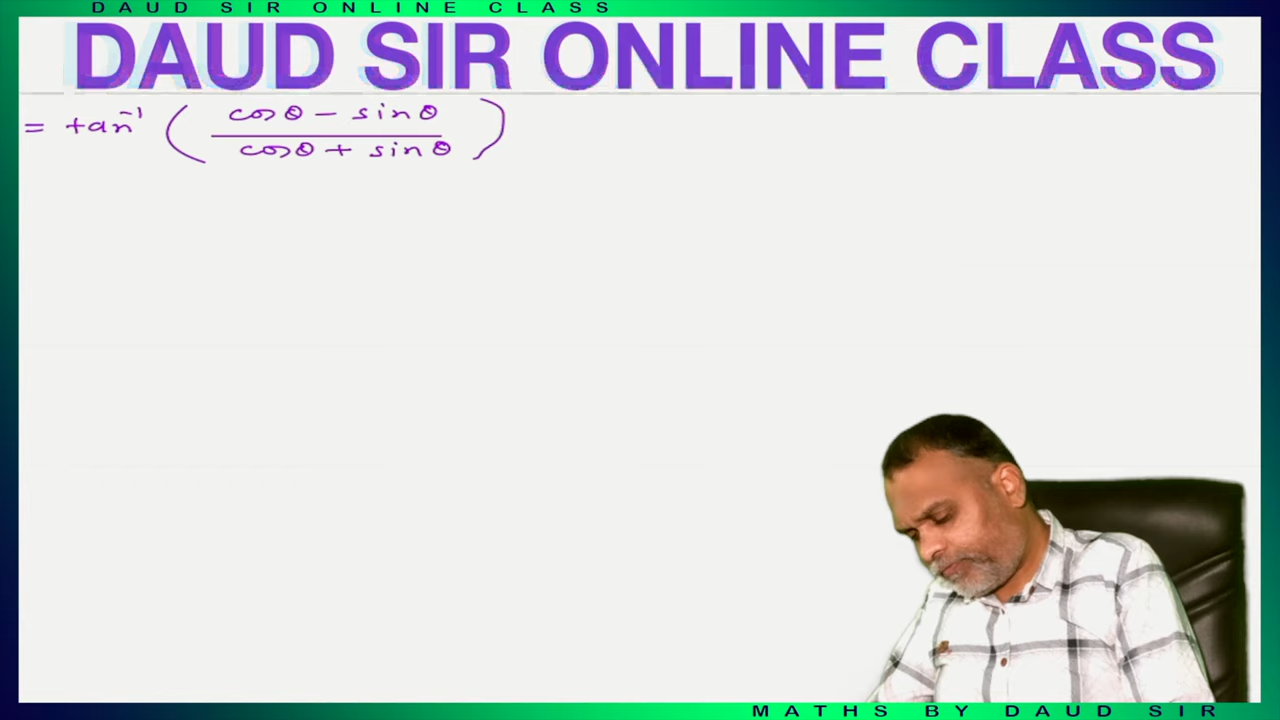 DAUD SIR ONLINE CLASS
DAUD SIR ONLINE CLASS
= tan⁻¹ ( (cosθ − sinθ) / (cosθ + sinθ) )
MATHS BY DAUD SIR